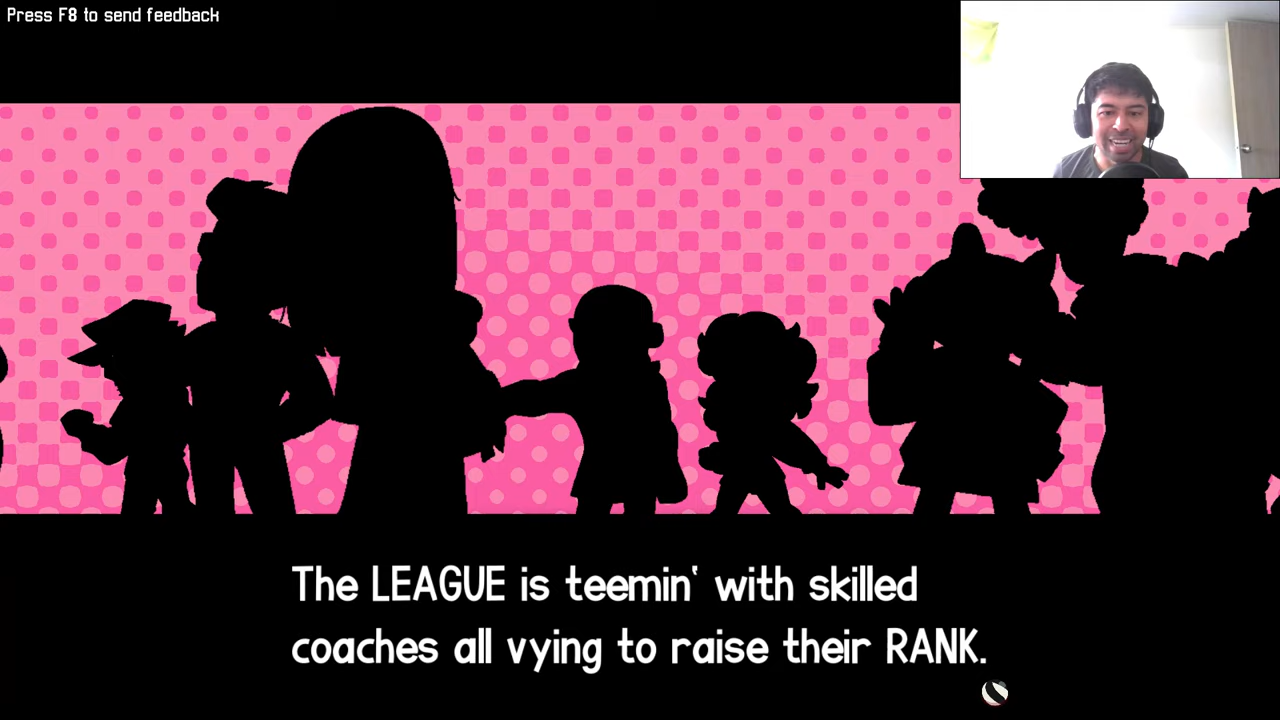 Press F8 to send feedback
The LEAGUE is teemin' with skilled
coaches all vying to raise their RANK.